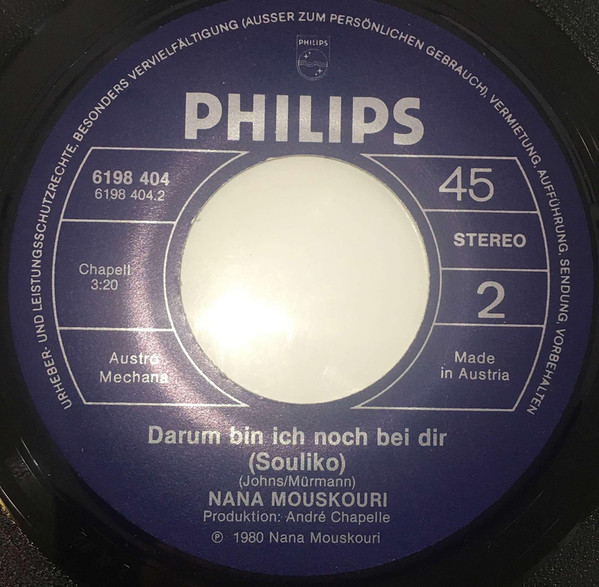 URHEBER- UND LEISTUNGSSCHUTZRECHTE, BESONDERS VERVIELFÄLTIGUNG (AUSSER ZUM PERSÖNLICHEN GEBRAUCH), VERMIETUNG, AUFFÜHRUNG, SENDUNG, VORBEHALTEN
PHILIPS
PHILIPS
6198 404
6198 404.2
45
STEREO
Chapell
3:20
2
Austro
Mechana
Made
in Austria
Darum bin ich noch bei dir
(Souliko)
(Johns/Mürmann)
NANA MOUSKOURI
Produktion: André Chapelle
℗ 1980 Nana Mouskouri